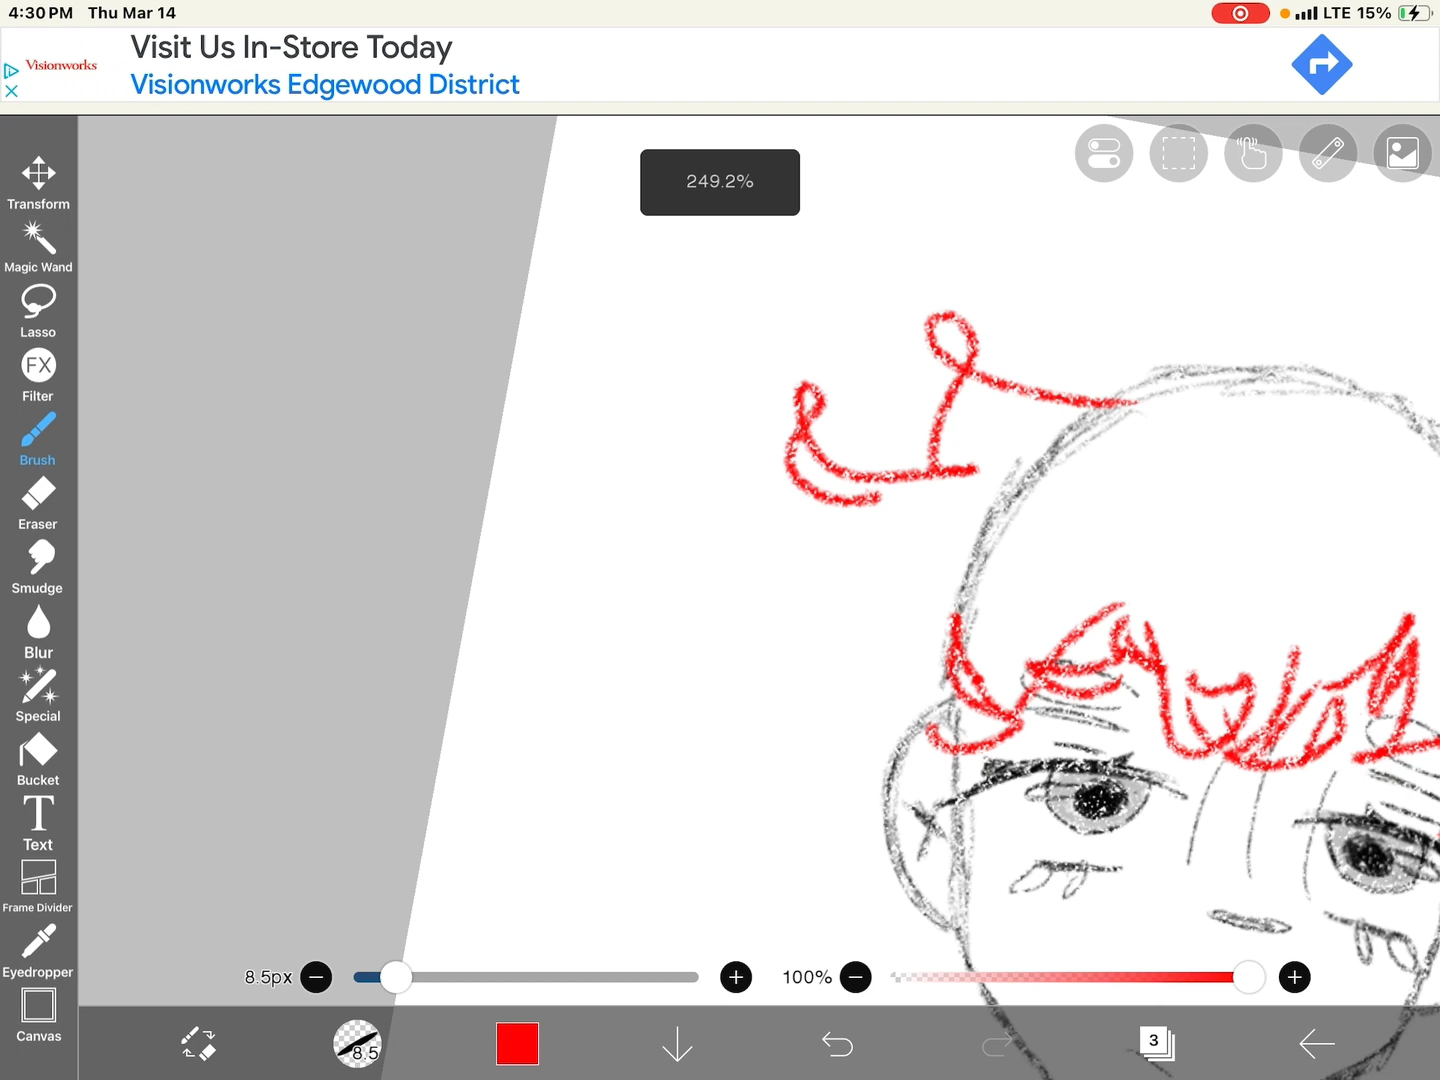 4:30 PM Thu Mar 14
LTE 15%
Visionworks
Visit Us In-Store Today
Visionworks Edgewood District
249.2%
Transform
Magic Wand
Lasso
FX
Filter
Brush
Eraser
Smudge
Blur
Special
Bucket
T
Text
Frame Divider
Eyedropper
Canvas
8.5px
100%
8.5
3